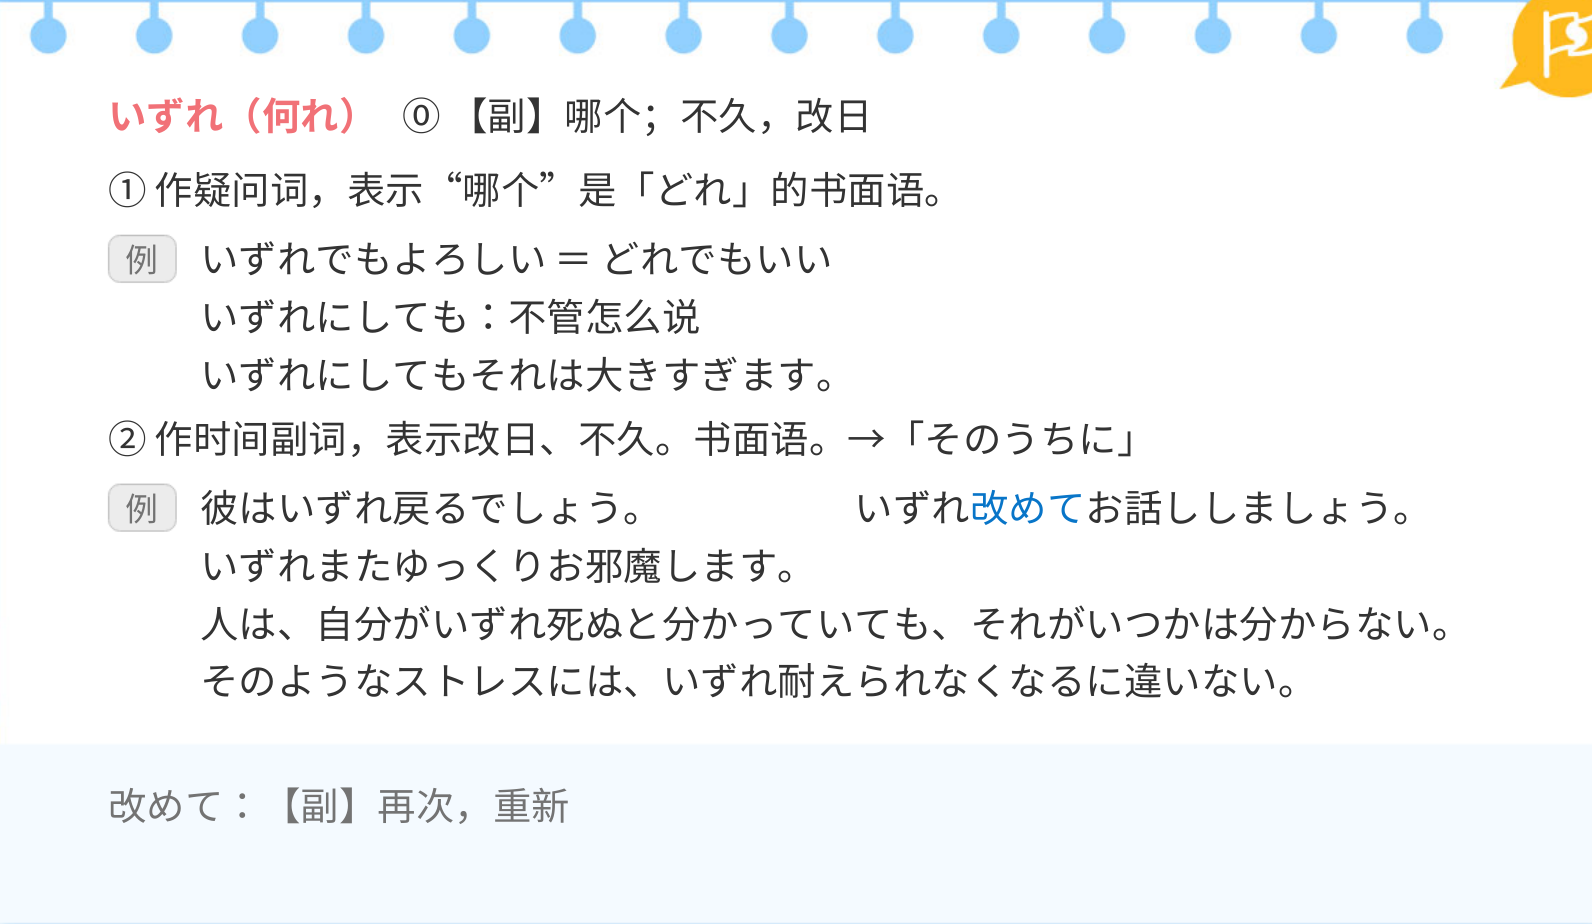 いずれ（何れ） ⓪ 【副】哪个；不久，改日
① 作疑问词，表示“哪个”是「どれ」的书面语。
例 いずれでもよろしい ＝ どれでもいい
いずれにしても：不管怎么说
いずれにしてもそれは大きすぎます。
② 作时间副词，表示改日、不久。书面语。→「そのうちに」
例 彼はいずれ戻るでしょう。 いずれ改めてお話ししましょう。
いずれまたゆっくりお邪魔します。
人は、自分がいずれ死ぬと分かっていても、それがいつかは分からない。
そのようなストレスには、いずれ耐えられなくなるに違いない。
改めて：【副】再次，重新